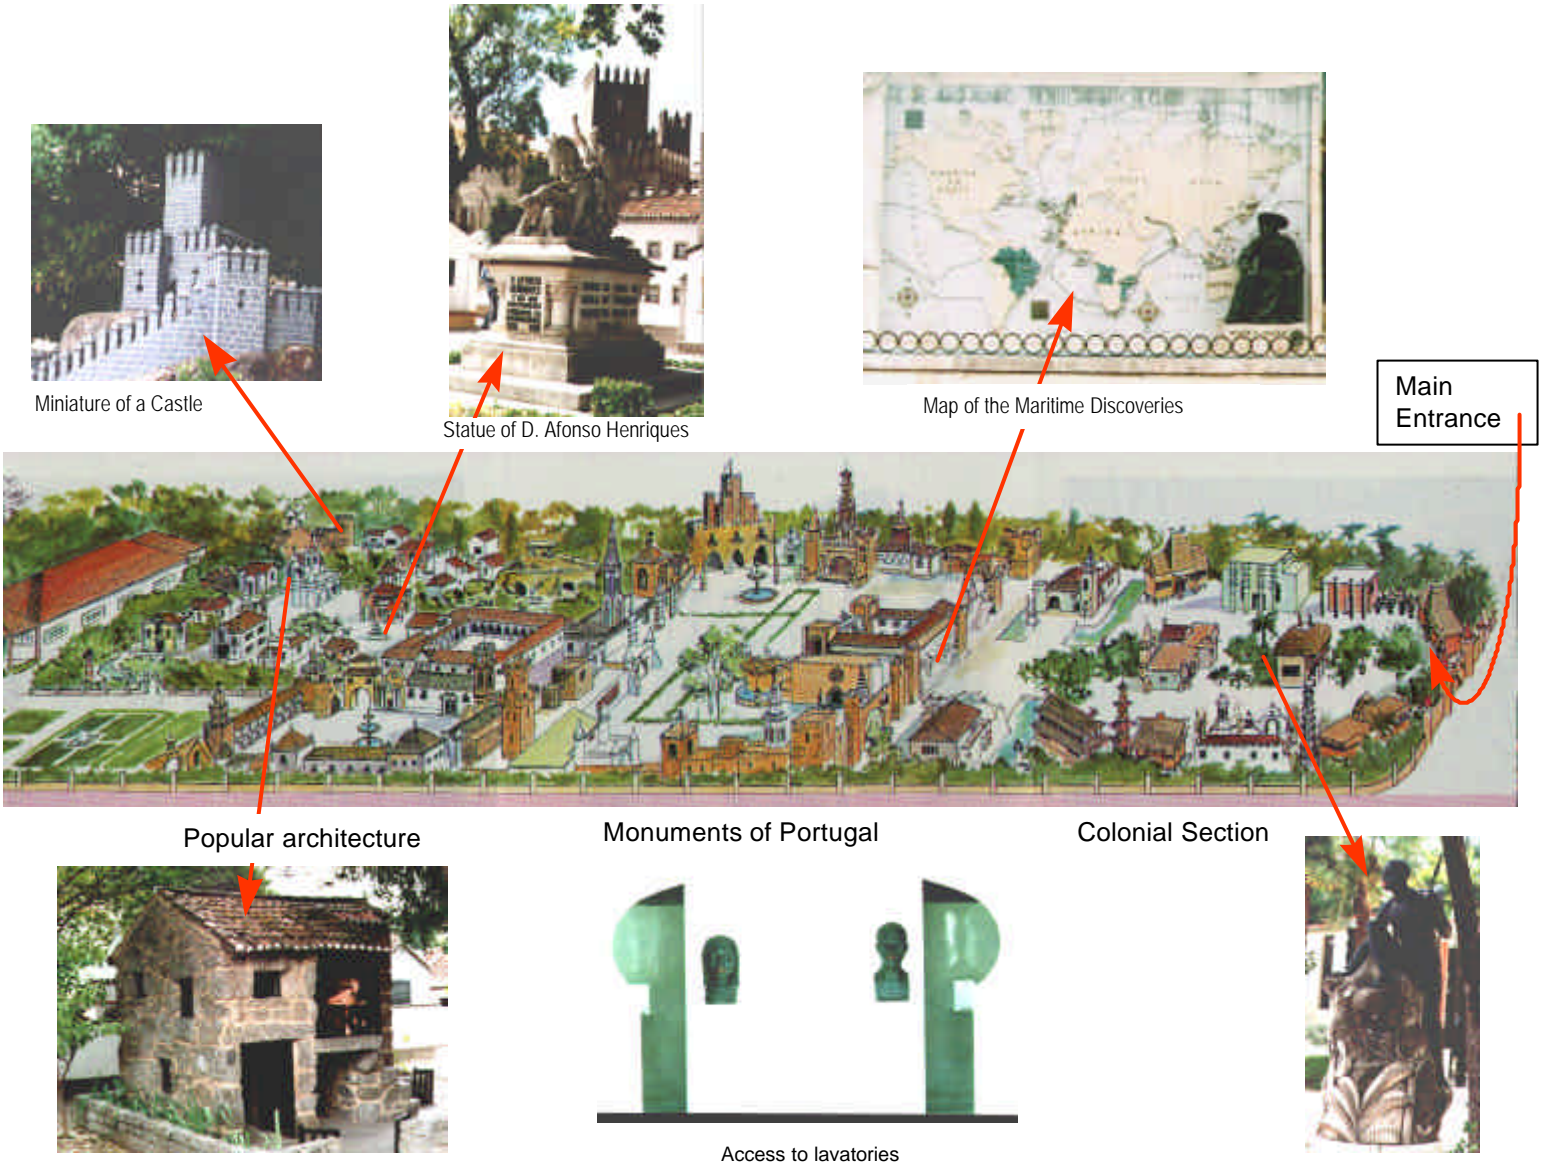 Miniature of a Castle
Statue of D. Afonso Henriques
Map of the Maritime Discoveries
Main
Entrance
Popular architecture
Monuments of Portugal
Colonial Section
Access to lavatories